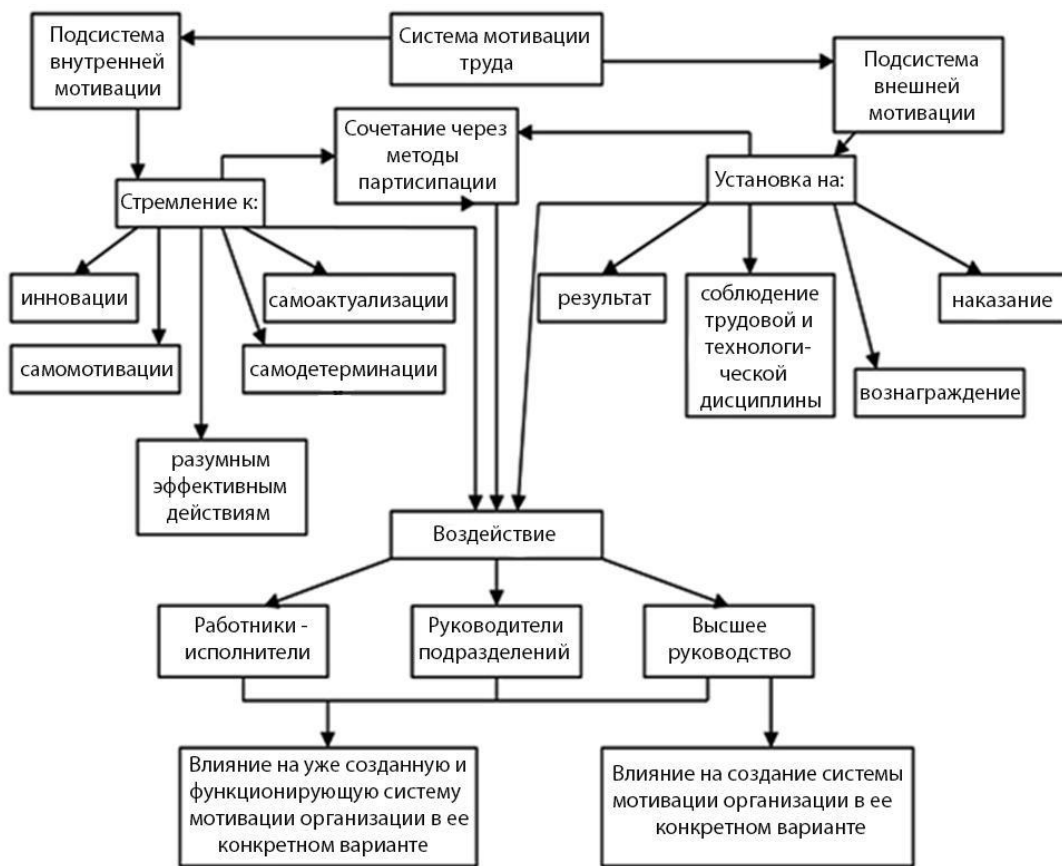 Подсистема
внутренней
мотивации
Система мотивации
труда
Подсистема
внешней
мотивации
Сочетание через
методы
партисипации
Стремление к:
Установка на:
инновации
самоактуализации
самомотивации
самодетерминации
разумным
эффективным
действиям
результат
соблюдение
трудовой и
технологи-
ческой
дисциплины
наказание
вознаграждение
Воздействие
Работники -
исполнители
Руководители
подразделений
Высшее
руководство
Влияние на уже созданную и
функционирующую систему
мотивации организации в ее
конкретном варианте
Влияние на создание системы
мотивации организации в ее
конкретном варианте